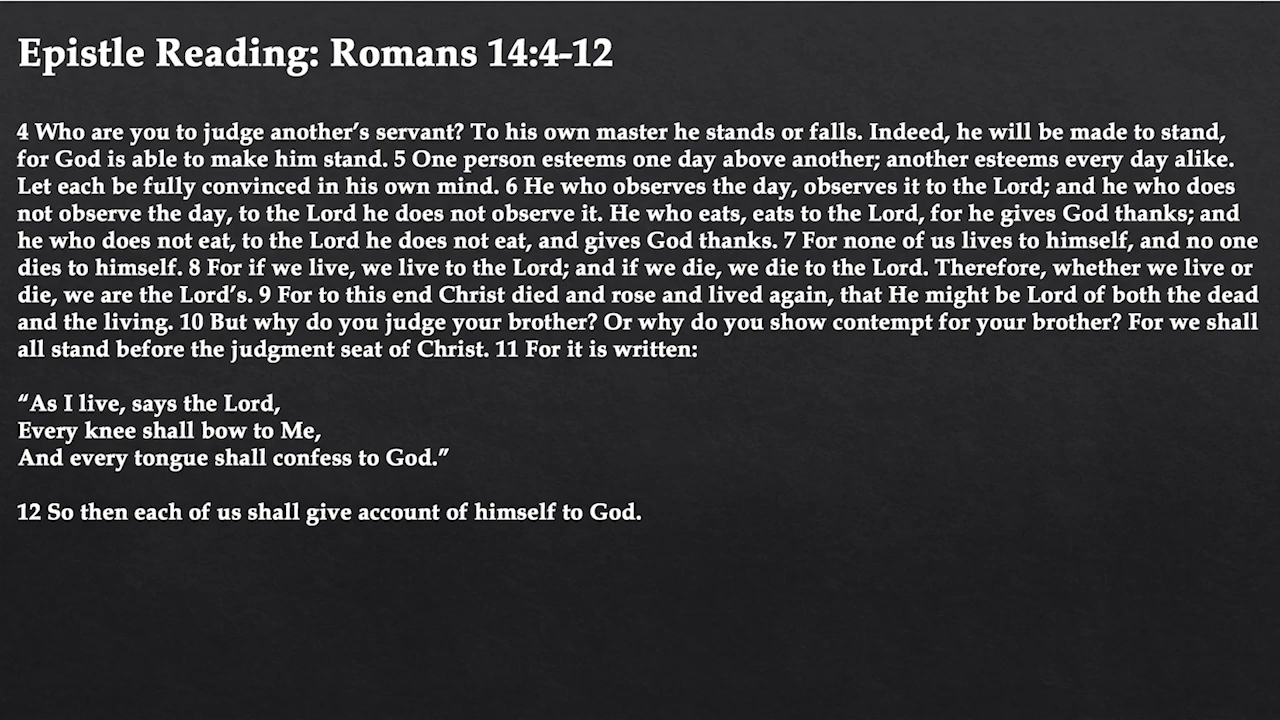 Epistle Reading: Romans 14:4-12
4 Who are you to judge another’s servant? To his own master he stands or falls. Indeed, he will be made to stand,
for God is able to make him stand. 5 One person esteems one day above another; another esteems every day alike.
Let each be fully convinced in his own mind. 6 He who observes the day, observes it to the Lord; and he who does
not observe the day, to the Lord he does not observe it. He who eats, eats to the Lord, for he gives God thanks; and
he who does not eat, to the Lord he does not eat, and gives God thanks. 7 For none of us lives to himself, and no one
dies to himself. 8 For if we live, we live to the Lord; and if we die, we die to the Lord. Therefore, whether we live or
die, we are the Lord’s. 9 For to this end Christ died and rose and lived again, that He might be Lord of both the dead
and the living. 10 But why do you judge your brother? Or why do you show contempt for your brother? For we shall
all stand before the judgment seat of Christ. 11 For it is written:
“As I live, says the Lord,
Every knee shall bow to Me,
And every tongue shall confess to God.”
12 So then each of us shall give account of himself to God.